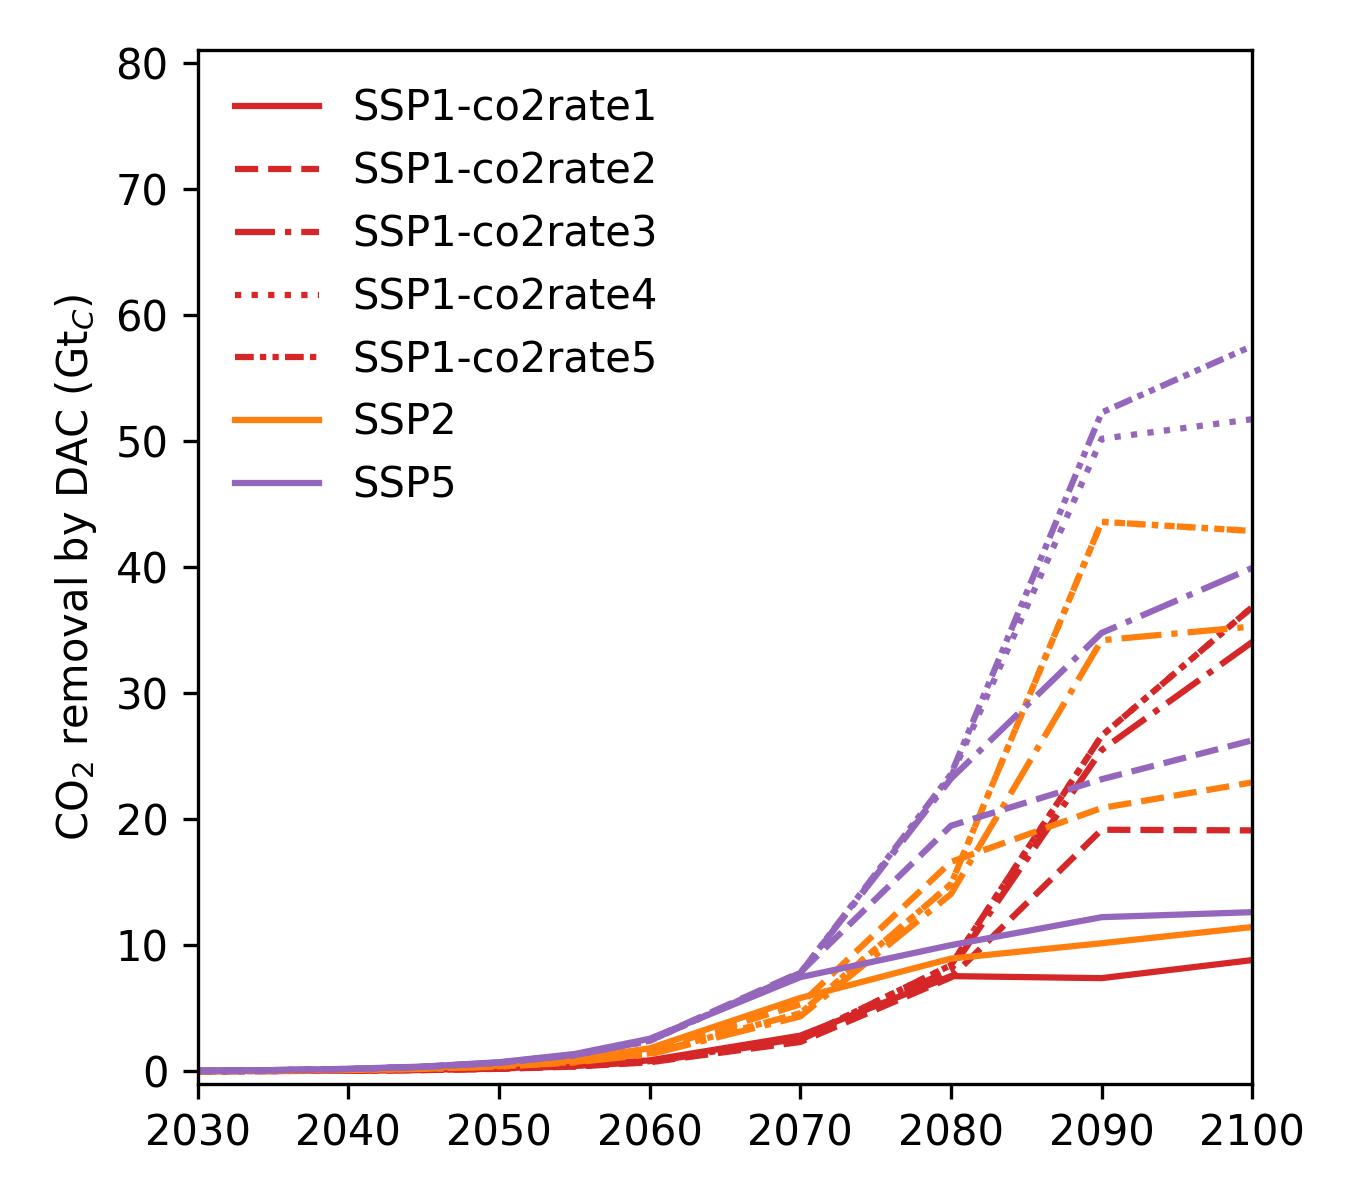 80
70
60
50
40
30
20
10
0
CO₂ removal by DAC (Gt_C)
SSP1-co2rate1
SSP1-co2rate2
SSP1-co2rate3
SSP1-co2rate4
SSP1-co2rate5
SSP2
SSP5
2030 2040 2050 2060 2070 2080 2090 2100